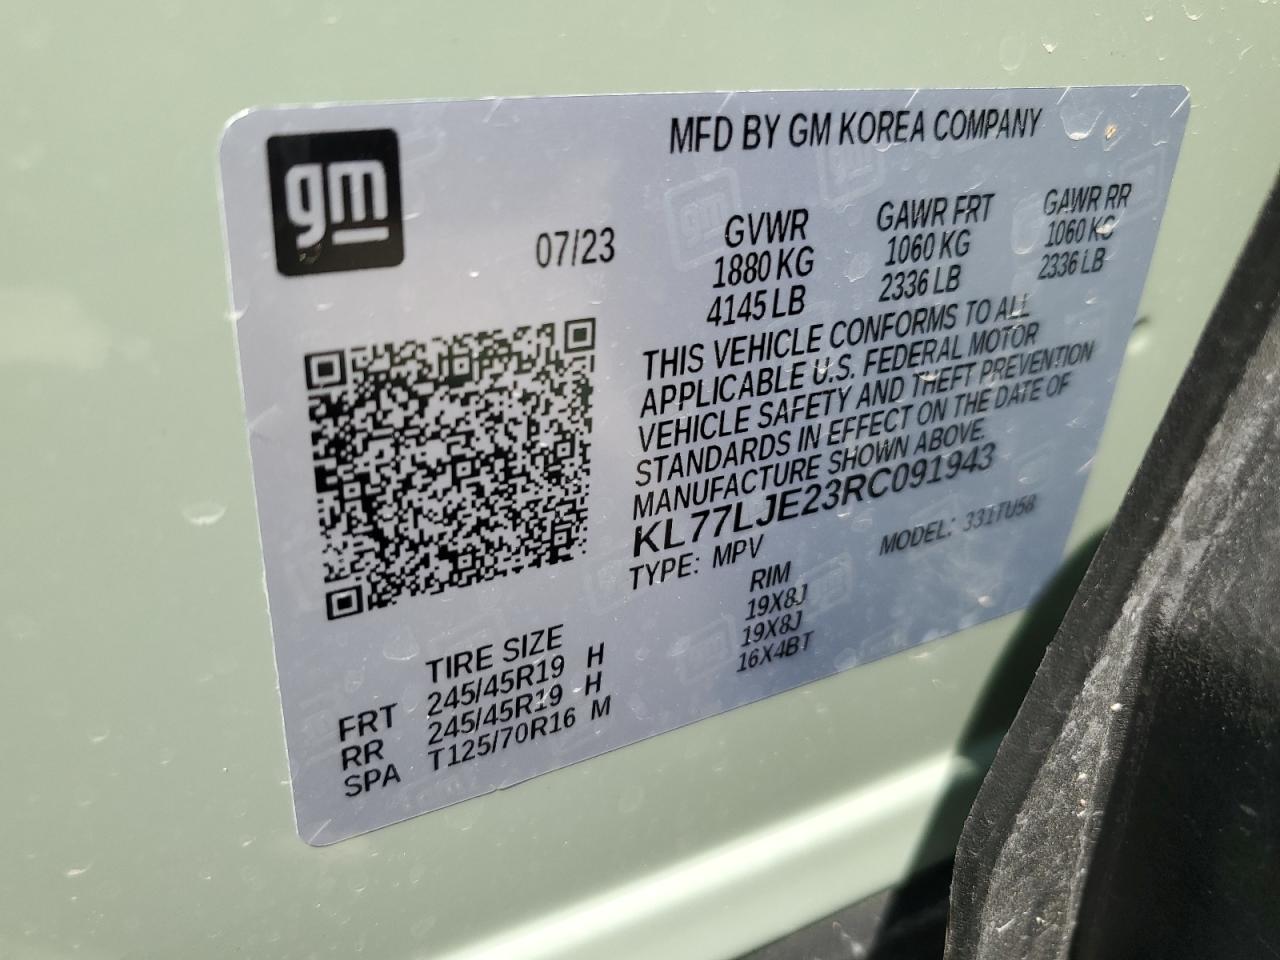 gm
MFD BY GM KOREA COMPANY
07/23
GVWR GAWR FRT GAWR RR
1880 KG 1060 KG 1060 KG
4145 LB 2336 LB 2336 LB
THIS VEHICLE CONFORMS TO ALL
APPLICABLE U.S. FEDERAL MOTOR
VEHICLE SAFETY AND THEFT PREVENTION
STANDARDS IN EFFECT ON THE DATE OF
MANUFACTURE SHOWN ABOVE.
KL77LJE23RC091943
TYPE: MPV MODEL: 331TU58
TIRE SIZE RIM
FRT 245/45R19 H 19X8J
RR 245/45R19 H 19X8J
SPA T125/70R16 M 16X4BT